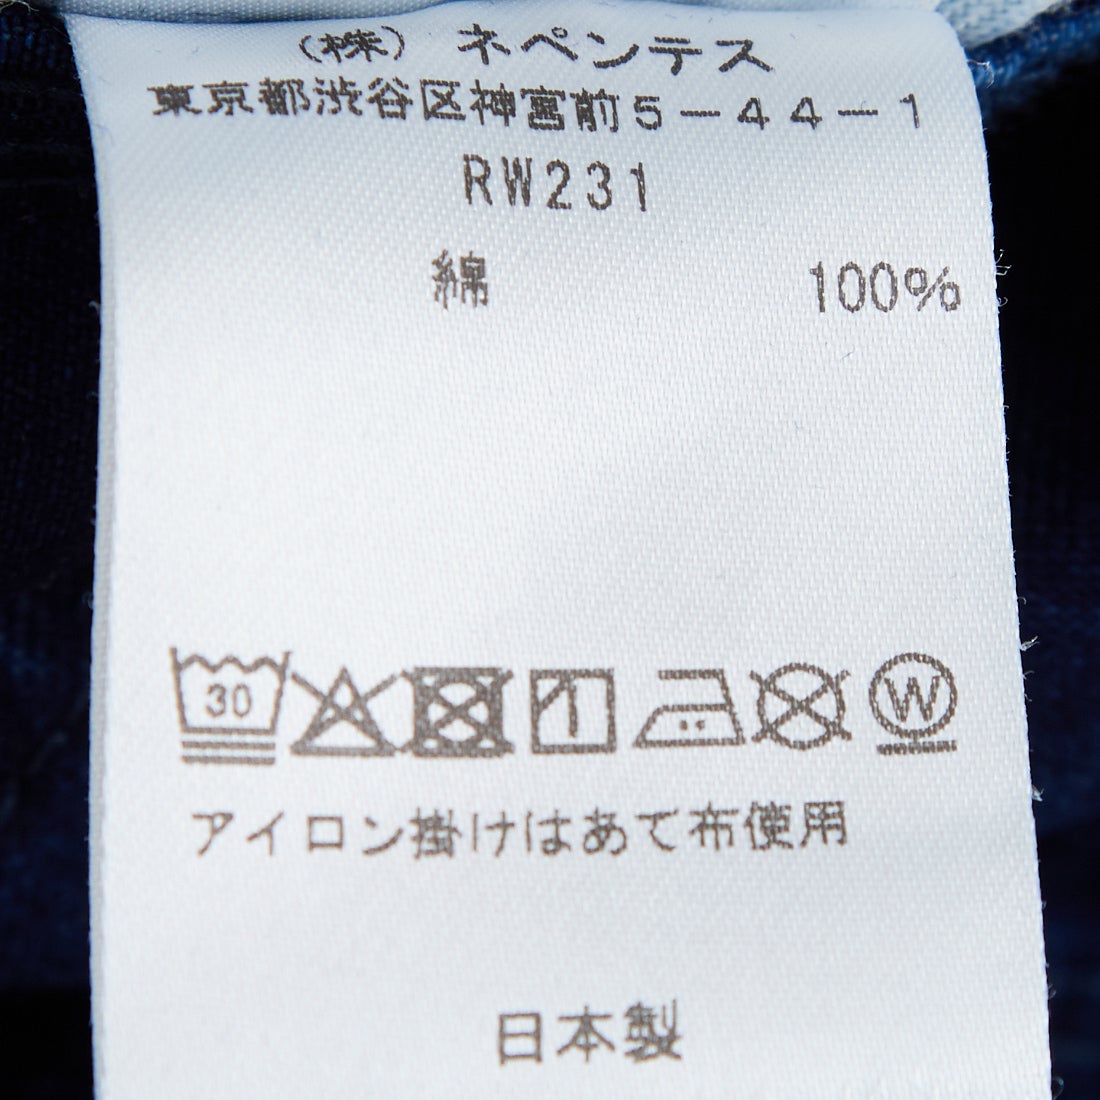 （株）ネペンテス
東京都渋谷区神宮前５－４４－１
RW231
綿 100%
30 W
アイロン掛けはあて布使用
日本製